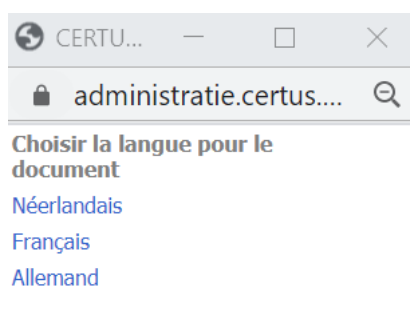 CERTU...
administratie.certus....
Choisir la langue pour le
document
Néerlandais
Français
Allemand